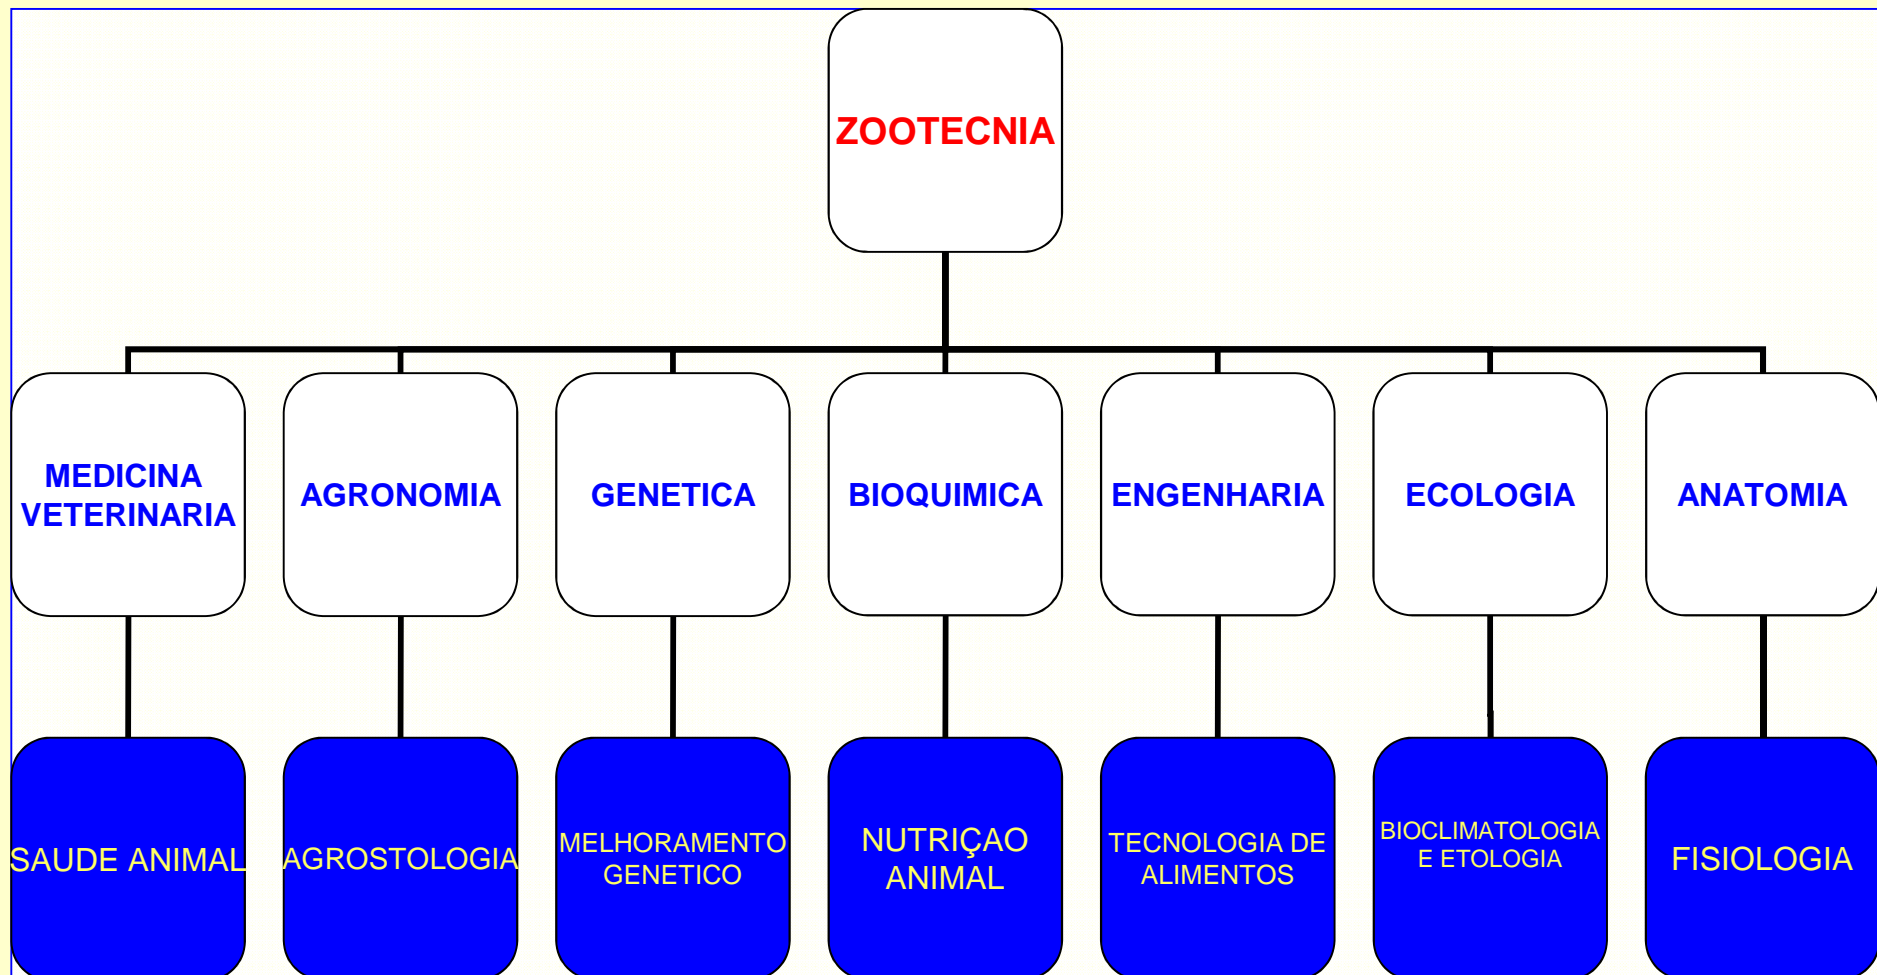 ZOOTECNIA
MEDICINA
VETERINARIA
AGRONOMIA
GENETICA
BIOQUIMICA
ENGENHARIA
ECOLOGIA
ANATOMIA
SAUDE ANIMAL
AGROSTOLOGIA
MELHORAMENTO
GENETICO
NUTRIÇAO
ANIMAL
TECNOLOGIA DE
ALIMENTOS
BIOCLIMATOLOGIA
E ETOLOGIA
FISIOLOGIA